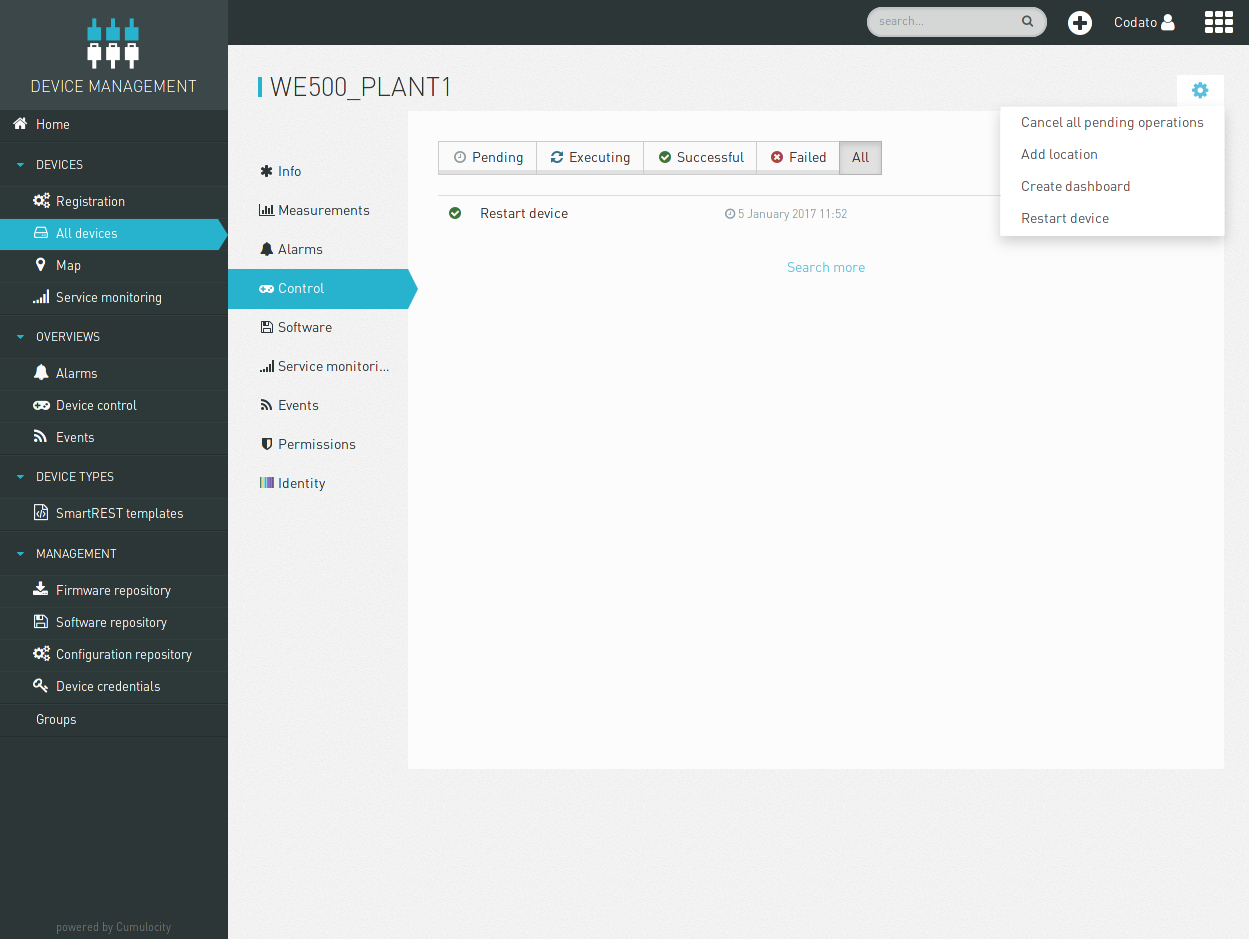 search...
Codato
DEVICE MANAGEMENT
Home
DEVICES
Registration
All devices
Map
Service monitoring
OVERVIEWS
Alarms
Device control
Events
DEVICE TYPES
SmartREST templates
MANAGEMENT
Firmware repository
Software repository
Configuration repository
Device credentials
Groups
powered by Cumulocity
WE500_PLANT1
Info
Measurements
Alarms
Control
Software
Service monitori...
Events
Permissions
Identity
Pending Executing Successful Failed All
Restart device 5 January 2017 11:52
Search more
Cancel all pending operations
Add location
Create dashboard
Restart device